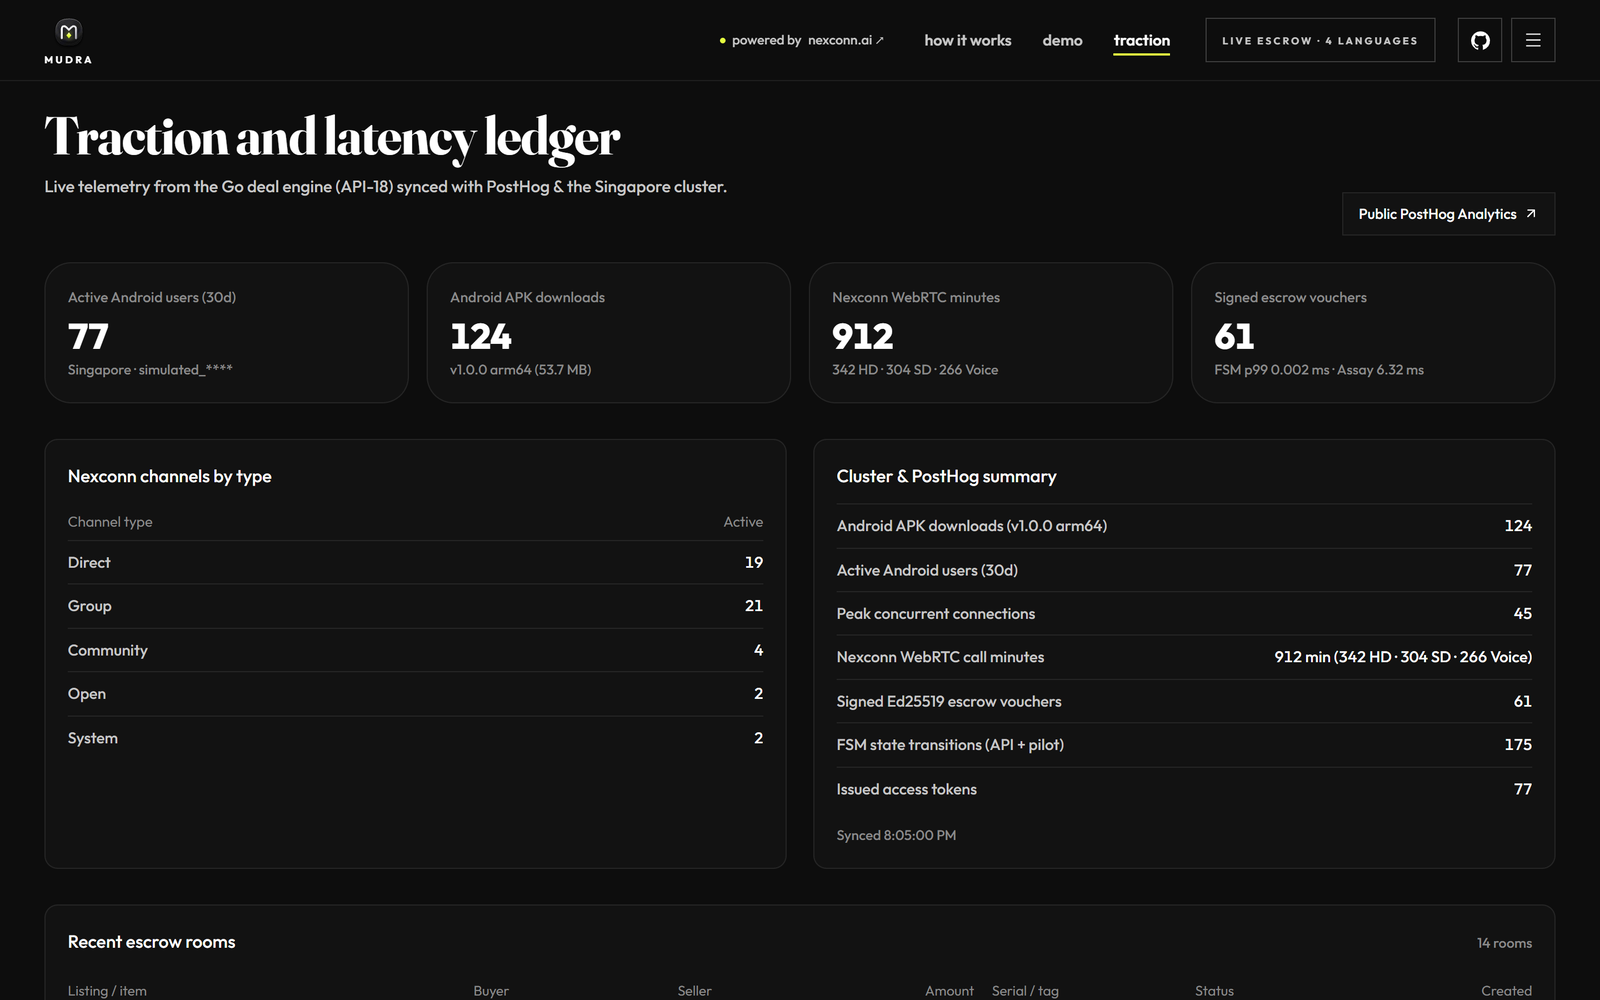 MUDRA
powered by nexconn.ai ↗
how it works
demo
traction
LIVE ESCROW · 4 LANGUAGES
Traction and latency ledger
Live telemetry from the Go deal engine (API-18) synced with PostHog & the Singapore cluster.
Public PostHog Analytics ↗
Active Android users (30d)
77
Singapore · simulated_****
Android APK downloads
124
v1.0.0 arm64 (53.7 MB)
Nexconn WebRTC minutes
912
342 HD · 304 SD · 266 Voice
Signed escrow vouchers
61
FSM p99 0.002 ms · Assay 6.32 ms
Nexconn channels by type
Channel type Active
Direct 19
Group 21
Community 4
Open 2
System 2
Cluster & PostHog summary
Android APK downloads (v1.0.0 arm64) 124
Active Android users (30d) 77
Peak concurrent connections 45
Nexconn WebRTC call minutes 912 min (342 HD · 304 SD · 266 Voice)
Signed Ed25519 escrow vouchers 61
FSM state transitions (API + pilot) 175
Issued access tokens 77
Synced 8:05:00 PM
Recent escrow rooms 14 rooms
Listing / item Buyer Seller Amount Serial / tag Status Created